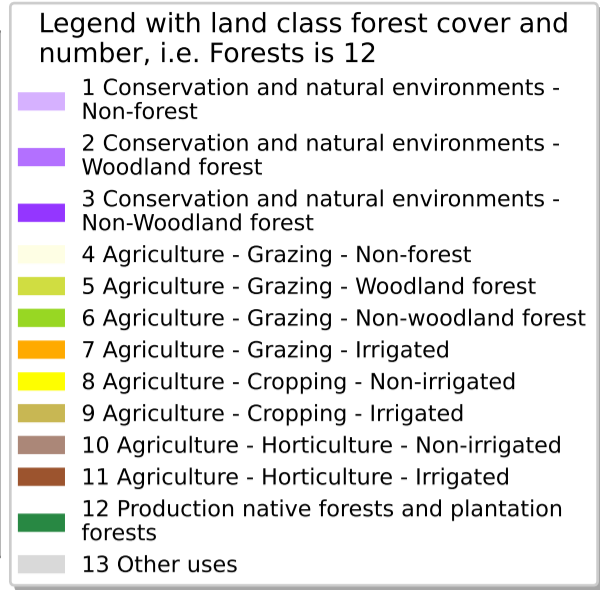 Legend with land class forest cover and
number, i.e. Forests is 12
1 Conservation and natural environments -
Non-forest
2 Conservation and natural environments -
Woodland forest
3 Conservation and natural environments -
Non-Woodland forest
4 Agriculture - Grazing - Non-forest
5 Agriculture - Grazing - Woodland forest
6 Agriculture - Grazing - Non-woodland forest
7 Agriculture - Grazing - Irrigated
8 Agriculture - Cropping - Non-irrigated
9 Agriculture - Cropping - Irrigated
10 Agriculture - Horticulture - Non-irrigated
11 Agriculture - Horticulture - Irrigated
12 Production native forests and plantation
forests
13 Other uses